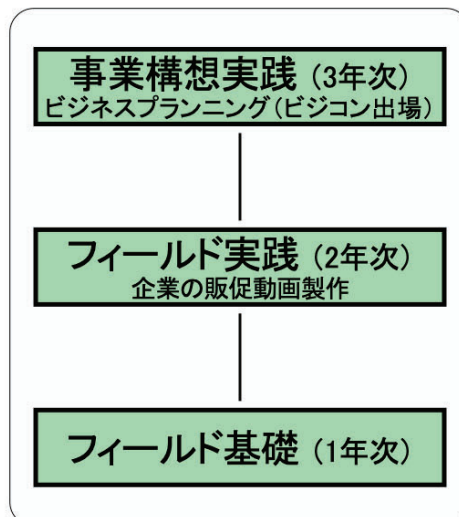 事業構想実践（3年次）
ビジネスプランニング（ビジコン出場）
フィールド実践（2年次）
企業の販促動画製作
フィールド基礎（1年次）